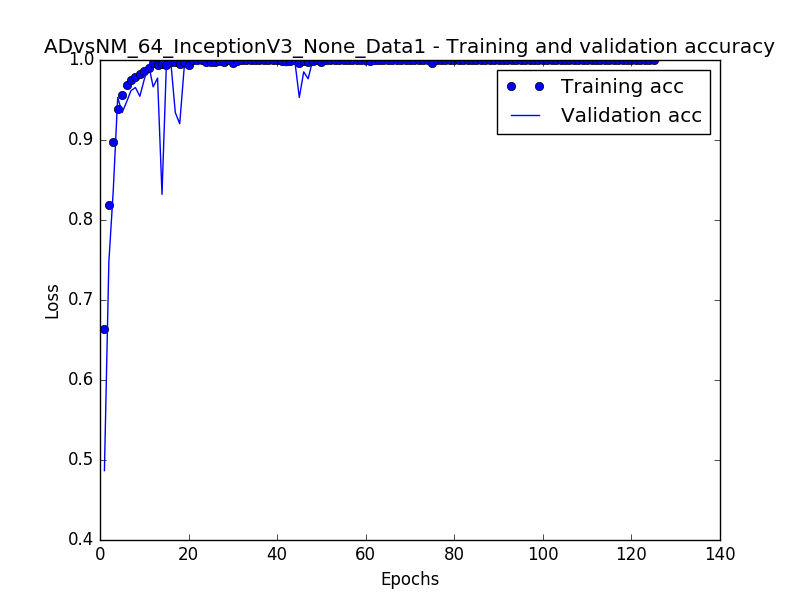 ADvsNM_64_InceptionV3_None_Data1 - Training and validation accuracy
1.0
0.9
0.8
0.7
0.6
0.5
0.4
Loss
Training acc
Validation acc
0 20 40 60 80 100 120 140
Epochs